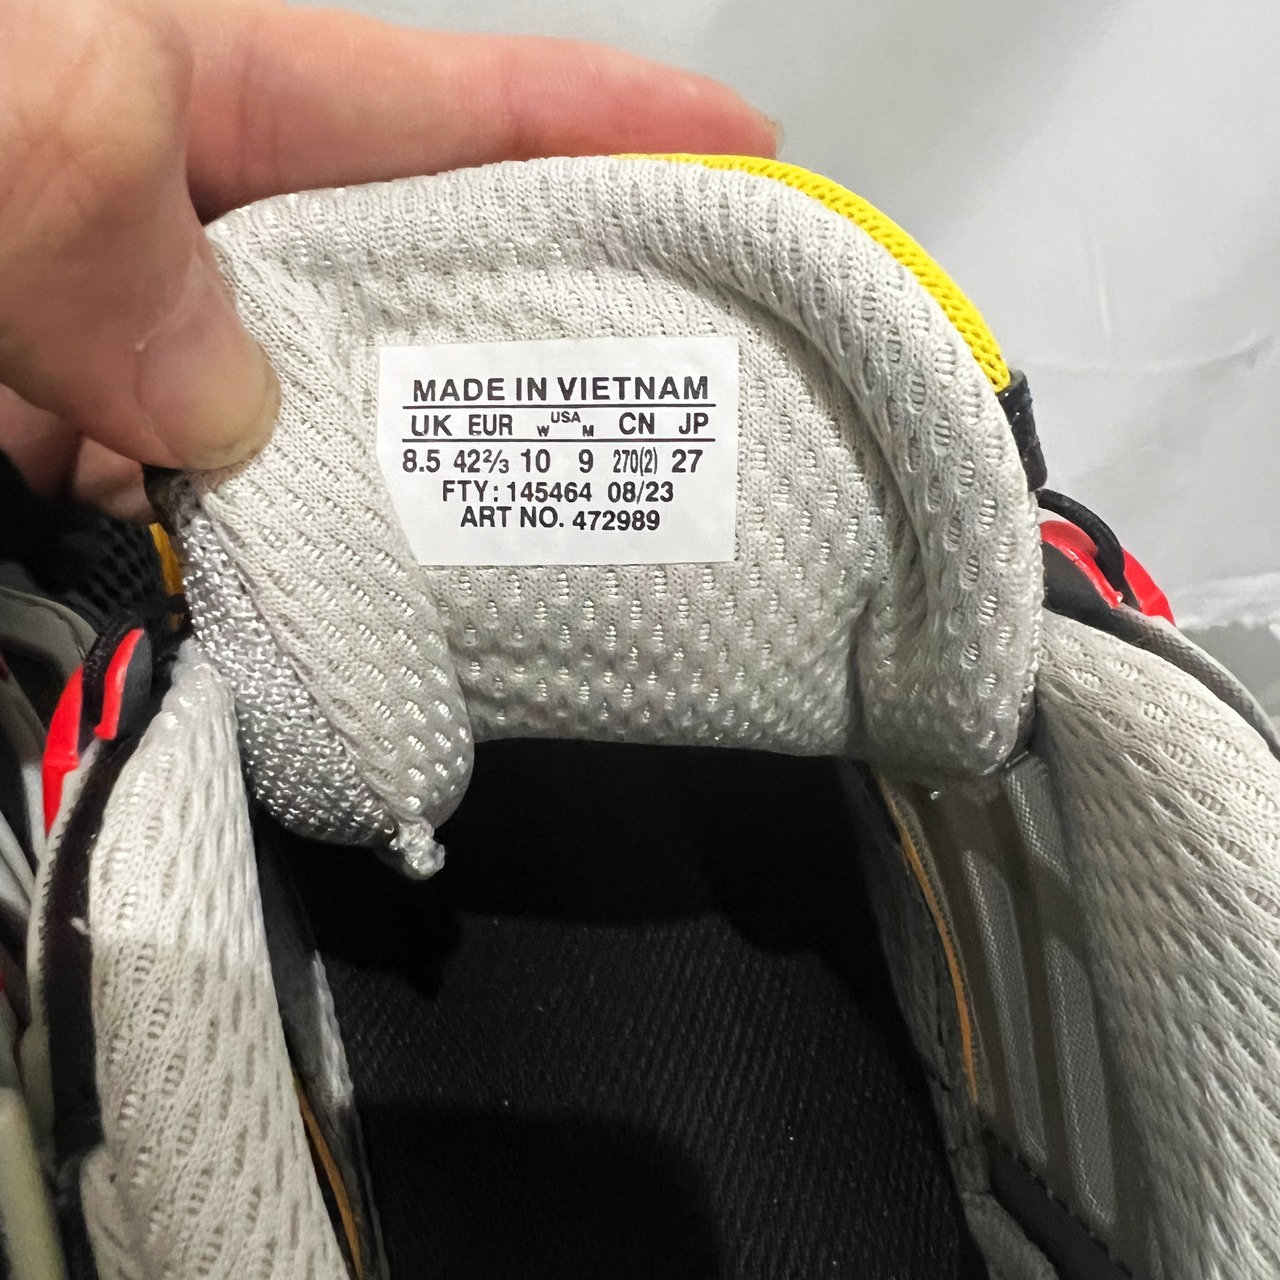 MADE IN VIETNAM
UK EUR W USA M CN JP
8.5 42⅔ 10 9 270(2) 27
FTY: 145464 08/23
ART NO. 472989